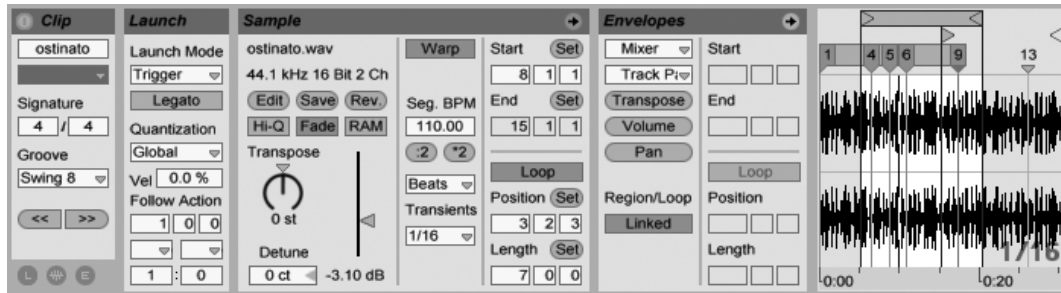 Clip
ostinato
Signature
4 / 4
Groove
Swing 8
<< >>
L E
Launch
Launch Mode
Trigger
Legato
Quantization
Global
Vel 0.0 %
Follow Action
1 0 0
1 : 0
Sample
ostinato.wav
44.1 kHz 16 Bit 2 Ch
Edit Save Rev.
Hi-Q Fade RAM
Transpose
0 st
Detune
0 ct -3.10 dB
Warp
Seg. BPM
110.00
:2 *2
Beats
Transients
1/16
Start Set
8 1 1
End Set
15 1 1
Loop
Position Set
3 2 3
Length Set
7 0 0
Envelopes
Mixer
Track
Transpose
Volume
Pan
Region/Loop
Linked
Start
End
Loop
Position
Length
1 4 5 6 9 13
1/16
0:00 0:20